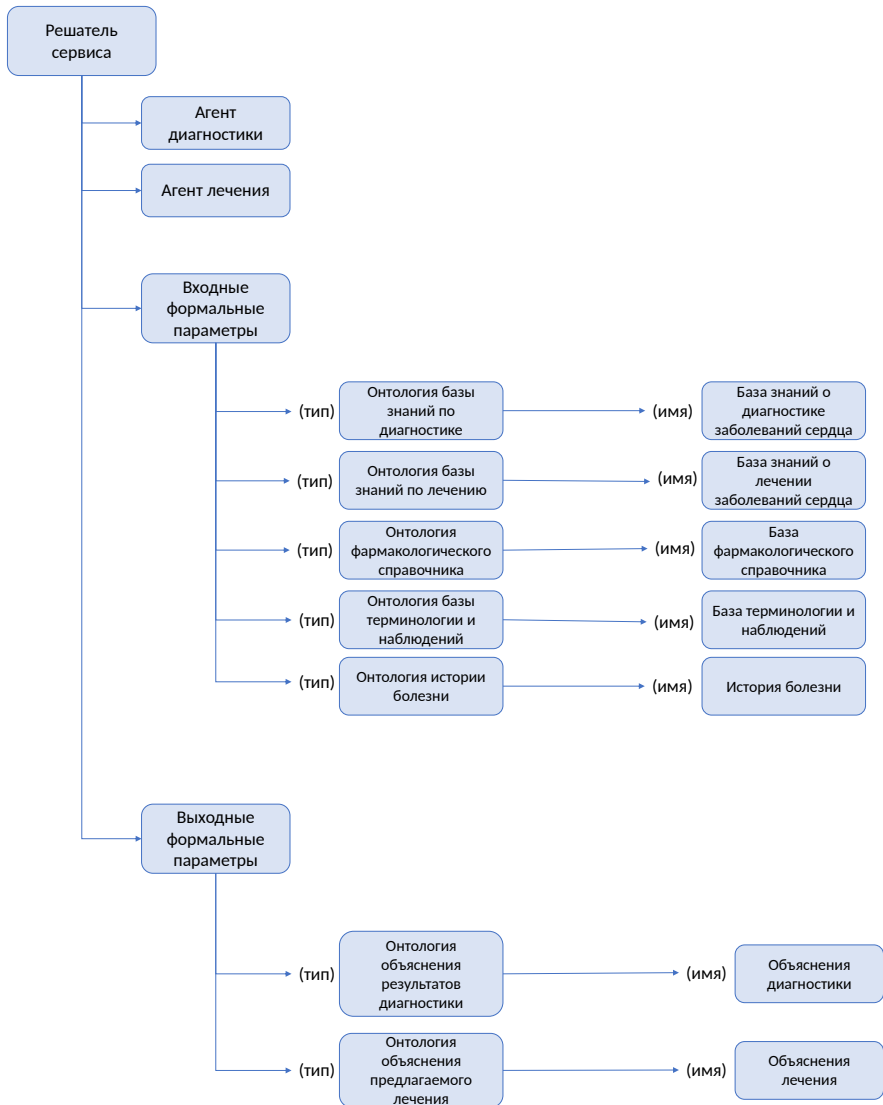 Решатель
сервиса
Агент
диагностики
Агент лечения
Входные
формальные
параметры
(тип)
Онтология базы
знаний по
диагностике
(имя)
База знаний о
диагностике
заболеваний сердца
(тип)
Онтология базы
знаний по лечению
(имя)
База знаний о
лечении
заболеваний сердца
(тип)
Онтология
фармакологического
справочника
(имя)
База
фармакологического
справочника
(тип)
Онтология базы
терминологии и
наблюдений
(имя)
База терминологии и
наблюдений
(тип)
Онтология истории
болезни
(имя)
История болезни
Выходные
формальные
параметры
(тип)
Онтология
объяснения
результатов
диагностики
(имя)
Объяснения
диагностики
(тип)
Онтология
объяснения
предлагаемого
лечения
(имя)
Объяснения
лечения